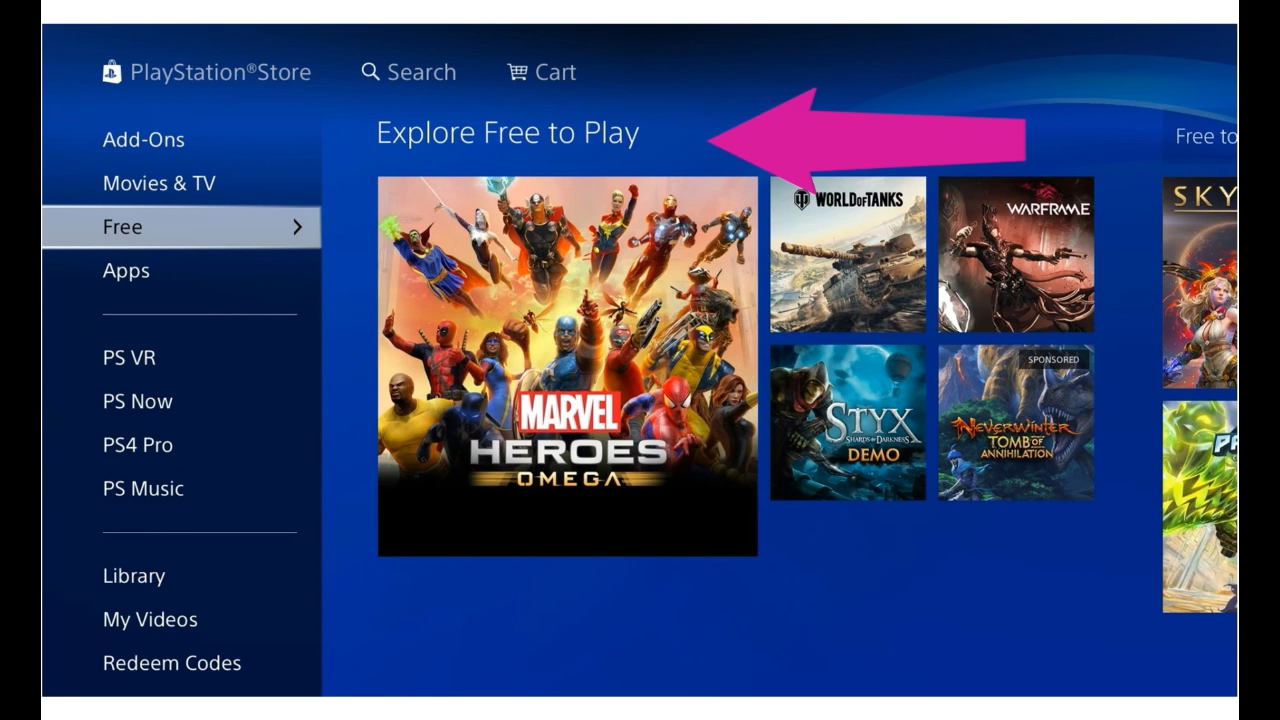 PlayStation®Store
Search
Cart
Add-Ons
Movies & TV
Free
Apps
PS VR
PS Now
PS4 Pro
PS Music
Library
My Videos
Redeem Codes
Explore Free to Play
MARVEL
HEROES
OMEGA
WORLD OF TANKS
WARFRAME
STYX
SHARDS OF DARKNESS
DEMO
SPONSORED
NEVERWINTER
TOMB OF
ANNIHILATION
Free to
SKY